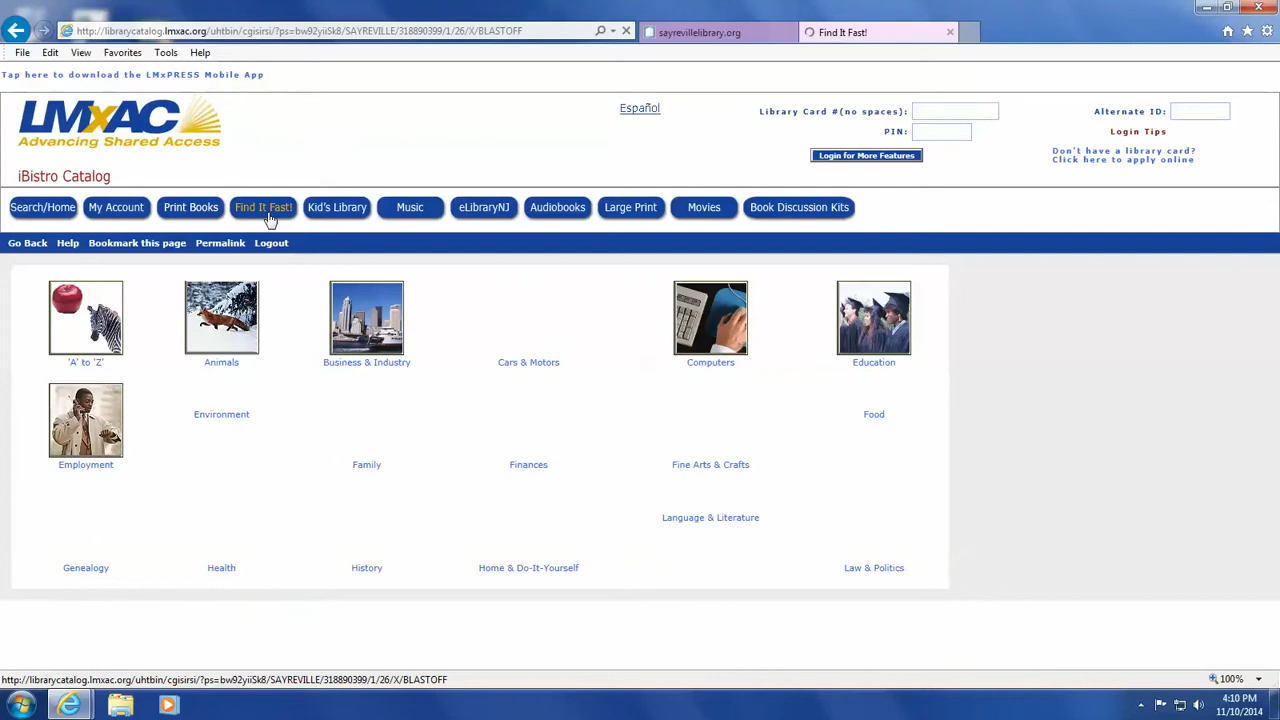 http://librarycatalog.lmxac.org/uhtbin/cgisirsi/?ps=bw92yiiSk8/SAYREVILLE/318890399/1/26/X/BLASTOFF
sayrevillelibrary.org
Find It Fast!
File Edit View Favorites Tools Help
Tap here to download the LMxPRESS Mobile App
LMxAC
Advancing Shared Access
Español
Library Card #(no spaces):
Alternate ID:
PIN:
Login Tips
Login for More Features
Don't have a library card?
Click here to apply online
iBistro Catalog
Search/Home My Account Print Books Find It Fast! Kid's Library Music eLibraryNJ Audiobooks Large Print Movies Book Discussion Kits
Go Back Help Bookmark this page Permalink Logout
'A' to 'Z' Animals Business & Industry Cars & Motors Computers Education
Environment Food
Employment Family Finances Fine Arts & Crafts
Language & Literature
Genealogy Health History Home & Do-It-Yourself Law & Politics
http://librarycatalog.lmxac.org/uhtbin/cgisirsi/?ps=bw92yiiSk8/SAYREVILLE/318890399/1/26/X/BLASTOFF
100%
4:10 PM
11/10/2014